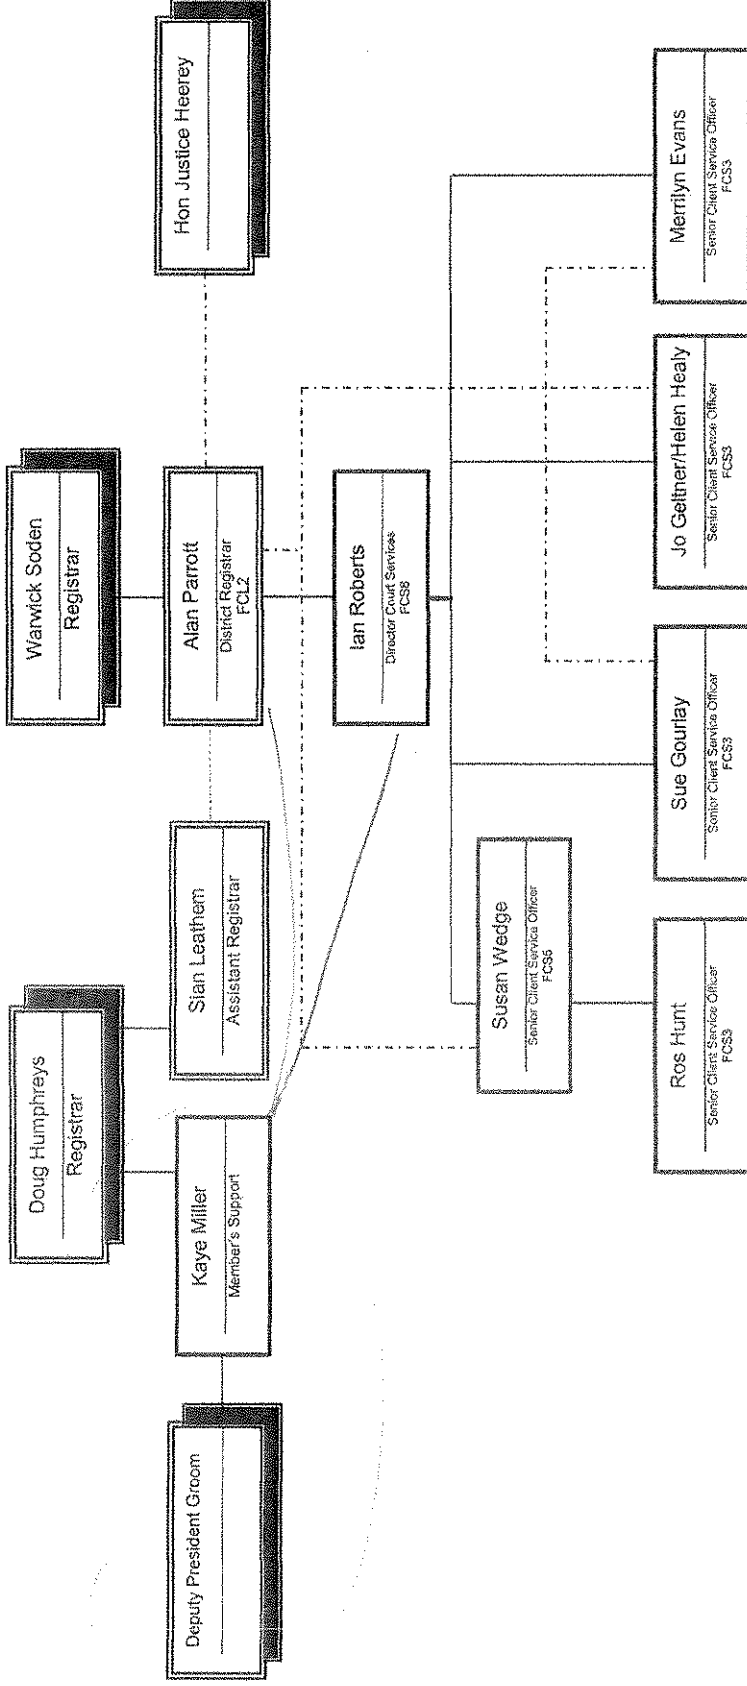 Doug Humphreys
Registrar
Warwick Soden
Registrar
Deputy President Groom
Kaye Miller
Member's Support
Sian Leathem
Assistant Registrar
Alan Parrott
District Registrar
FCL2
Hon Justice Heerey
Ian Roberts
Director Court Services
FCS8
Susan Wedge
Senior Client Service Officer
FCS5
Ros Hunt
Senior Client Service Officer
FCS3
Sue Gourlay
Senior Client Service Officer
FCS3
Jo Geltner/Helen Healy
Senior Client Service Officer
FCS3
Merrilyn Evans
Senior Client Service Officer
FCS3